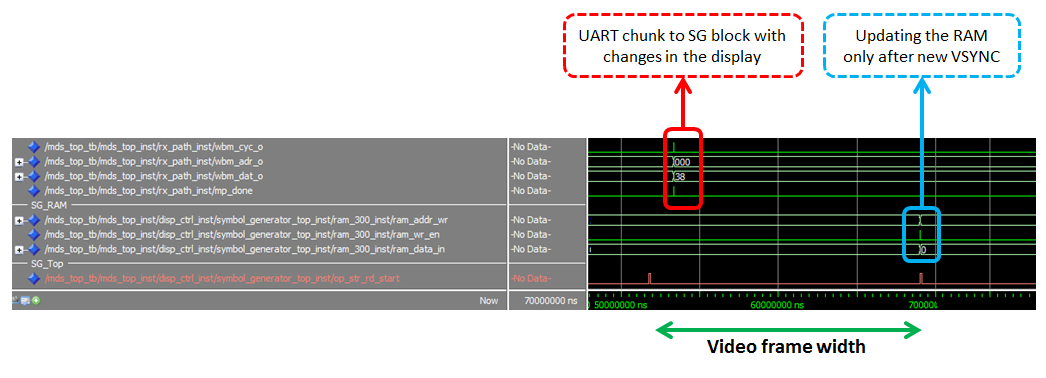 UART chunk to SG block with
changes in the display
Updating the RAM
only after new VSYNC
/mds_top_tb/mds_top_inst/rx_path_inst/wbm_cyc_o -No Data-
/mds_top_tb/mds_top_inst/rx_path_inst/wbm_adr_o -No Data- 000
/mds_top_tb/mds_top_inst/rx_path_inst/wbm_dat_o -No Data- 38
/mds_top_tb/mds_top_inst/rx_path_inst/mp_done -No Data-
SG_RAM
/mds_top_tb/mds_top_inst/disp_ctrl_inst/symbol_generator_top_inst/ram_300_inst/ram_addr_wr -No Data-
/mds_top_tb/mds_top_inst/disp_ctrl_inst/symbol_generator_top_inst/ram_300_inst/ram_wr_en -No Data-
/mds_top_tb/mds_top_inst/disp_ctrl_inst/symbol_generator_top_inst/ram_300_inst/ram_data_in -No Data- 0
SG_Top
/mds_top_tb/mds_top_inst/disp_ctrl_inst/symbol_generator_top_inst/op_str_rd_start -No Data-
Now 70000000 ns 50000000 ns 60000000 ns 70000
Video frame width